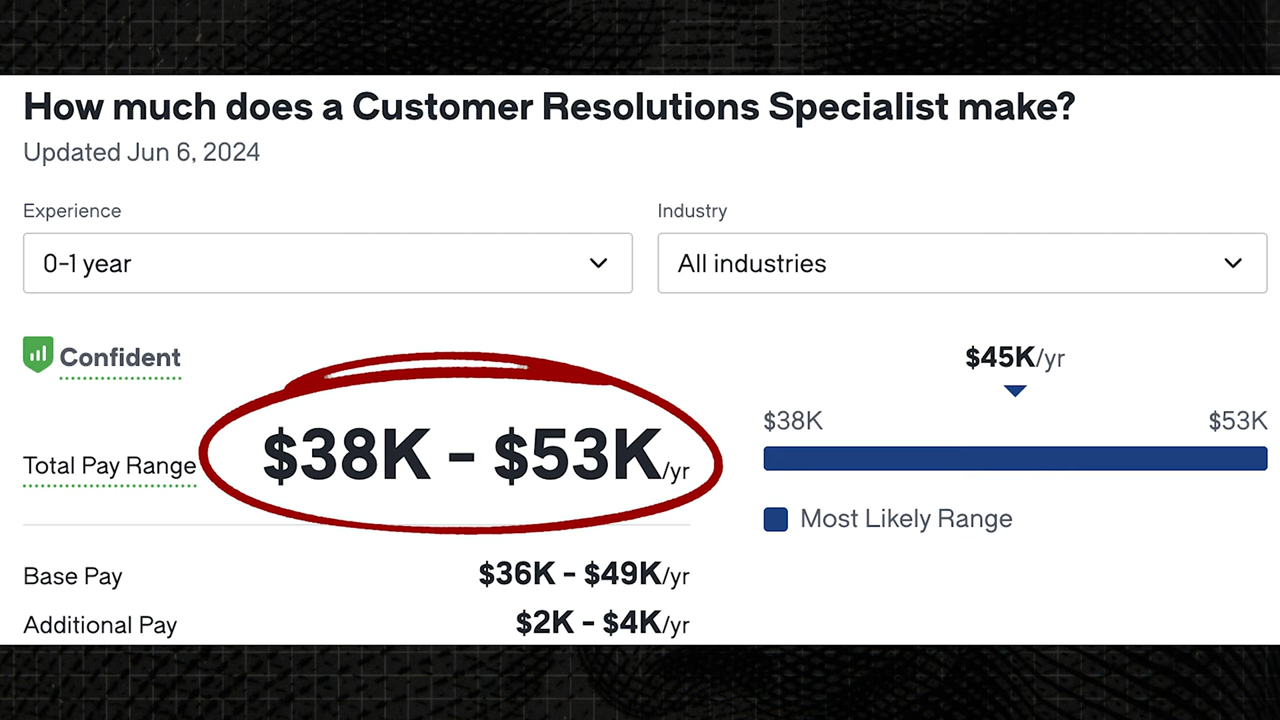 How much does a Customer Resolutions Specialist make?
Updated Jun 6, 2024
Experience
Industry
0-1 year
All industries
Confident
$45K/yr
$38K
$53K
Total Pay Range
$38K - $53K/yr
Most Likely Range
Base Pay
$36K - $49K/yr
Additional Pay
$2K - $4K/yr